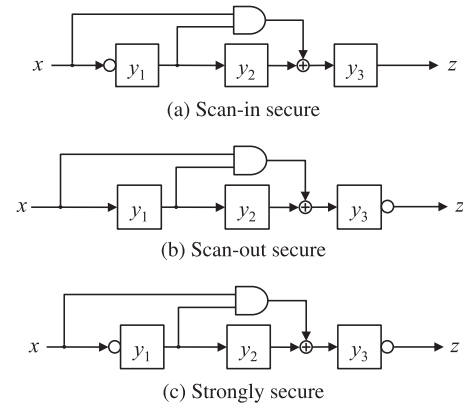 x y1 y2 y3 z
(a) Scan-in secure
x y1 y2 y3 z
(b) Scan-out secure
x y1 y2 y3 z
(c) Strongly secure